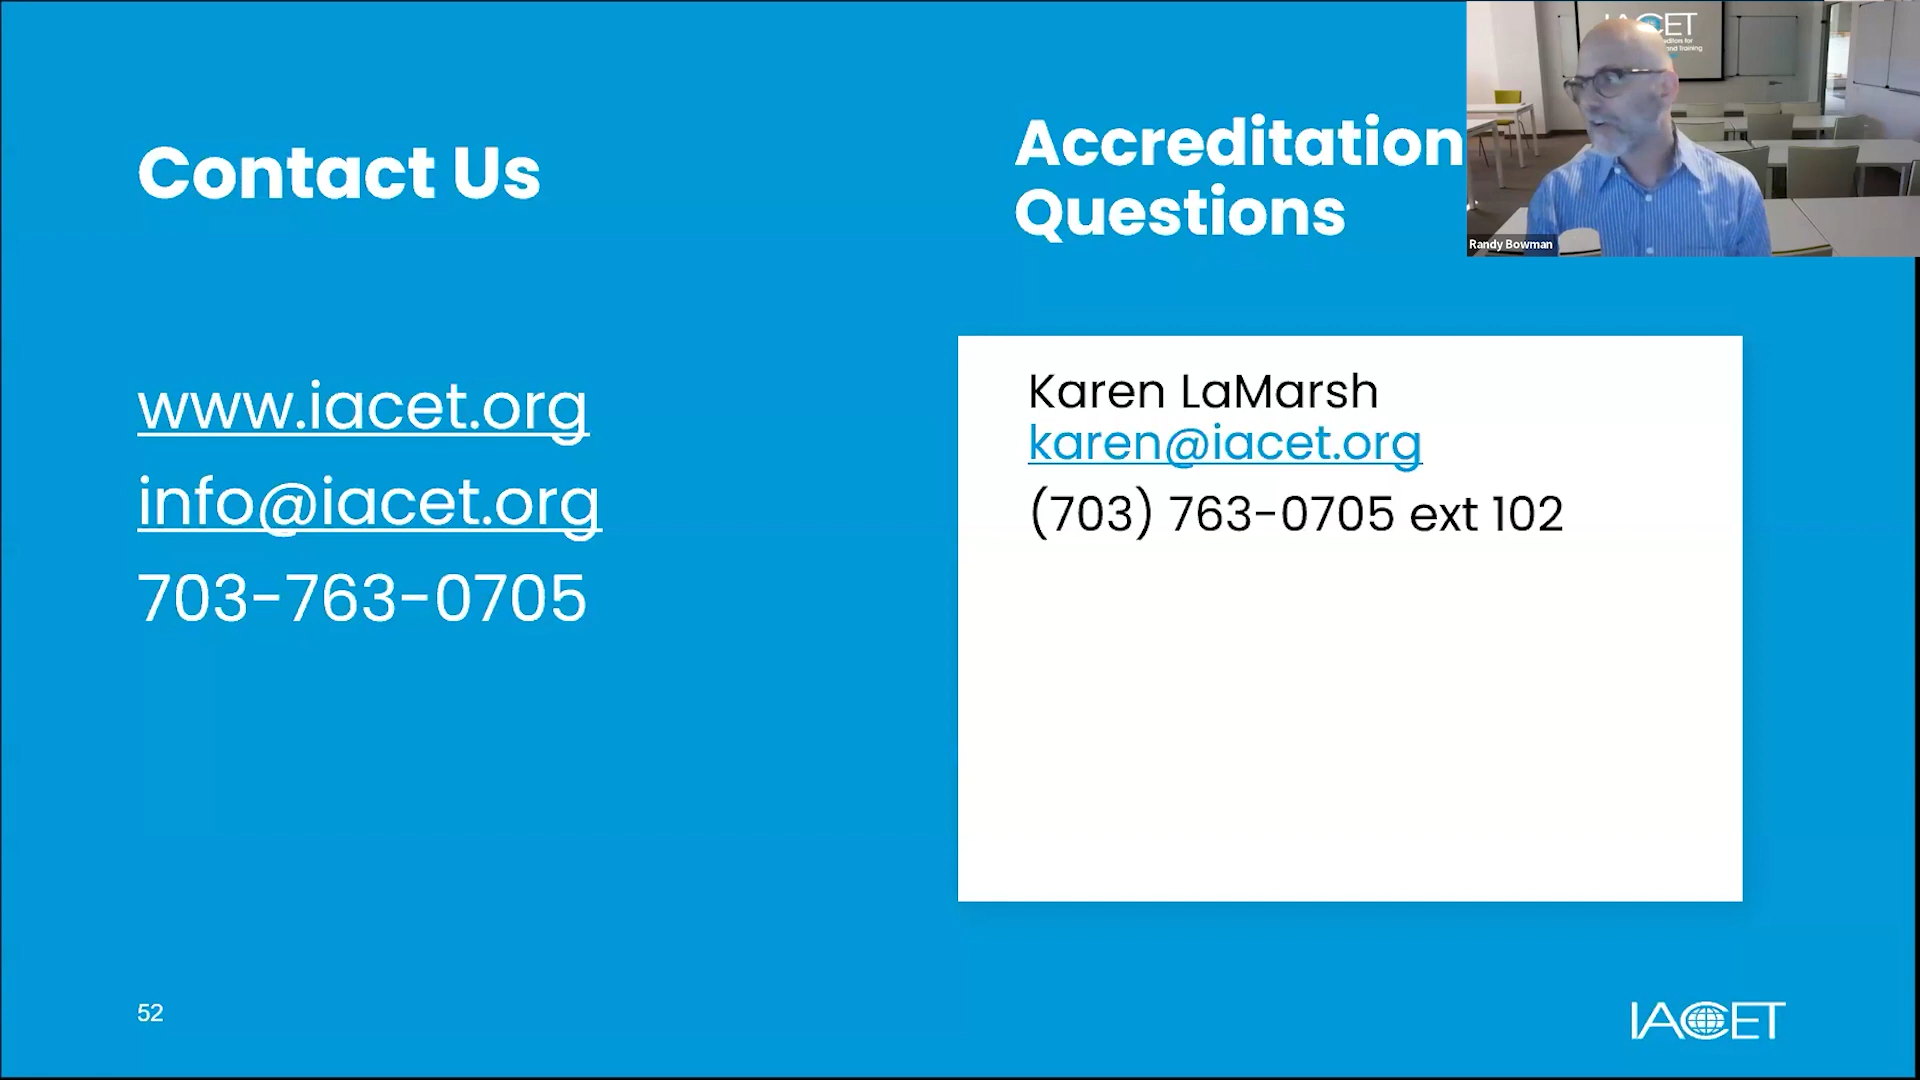 Contact Us
www.iacet.org
info@iacet.org
703-763-0705
Accreditation
Questions
Karen LaMarsh
karen@iacet.org
(703) 763-0705 ext 102
Randy Bowman
52
IACET